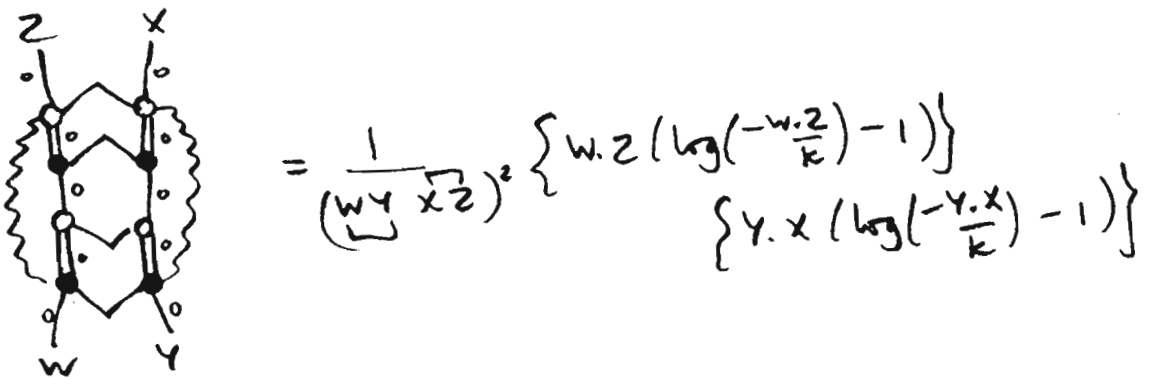 Z X
o o
o o
o o
o o
o o
W Y
= 1/(WY XZ)² {W.Z (log(-W.Z/k) - 1)}
{Y.X (log(-Y.X/k) - 1)}